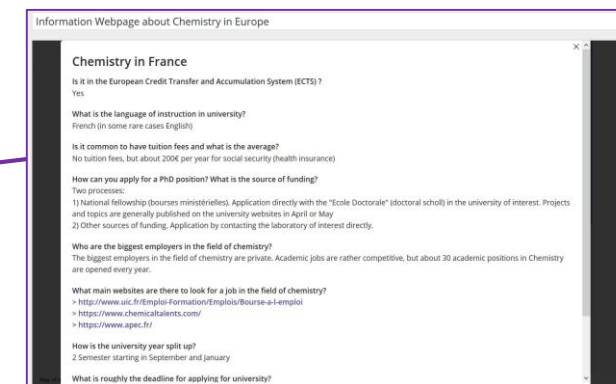 Information Webpage about Chemistry in Europe
Chemistry in France
Is it in the European Credit Transfer and Accumulation System (ECTS) ?
Yes
What is the language of instruction in university?
French (in some rare cases English)
Is it common to have tuition fees and what is the average?
No tuition fees, but about 200€ per year for social security (health insurance)
How can you apply for a PhD position? What is the source of funding?
Two processes:
1) National fellowship (bourses ministérielles). Application directly with the "Ecole Doctorale" (doctoral scholl) in the university of interest. Projects
and topics are generally published on the university websites in April or May
2) Other sources of funding. Application by contacting the laboratory of interest directly.
Who are the biggest employers in the field of chemistry?
The biggest employers in the field of chemistry are private. Academic jobs are rather competitive, but about 30 academic positions in Chemistry
are opened every year.
What main websites are there to look for a job in the field of chemistry?
> http://www.uic.fr/Emploi-Formation/Emplois/Bourse-a-l-emploi
> https://www.chemicaltalents.com/
> https://www.apec.fr/
How is the university year split up?
2 Semester starting in September and January
What is roughly the deadline for applying for university?